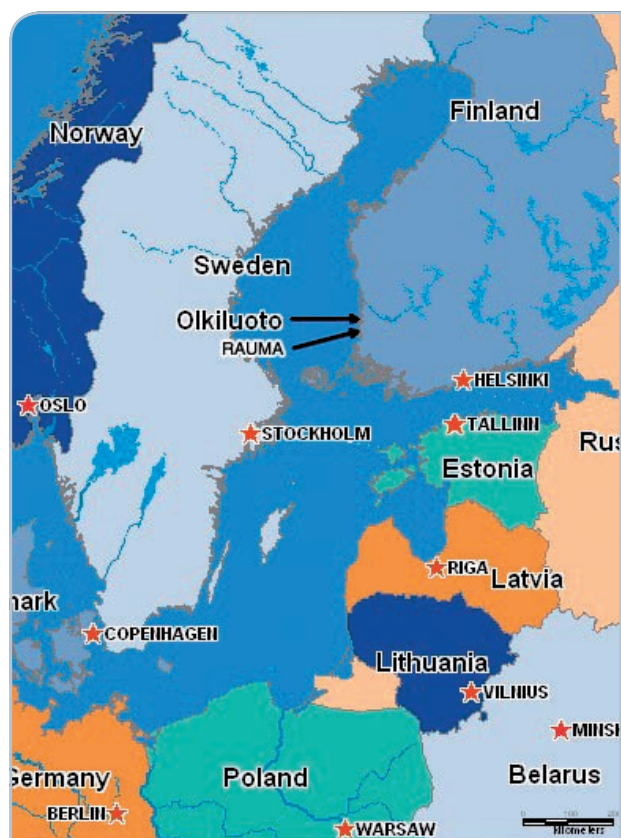 Finland
Norway
Sweden
Olkiluoto
RAUMA
HELSINKI
OSLO
TALLINN
STOCKHOLM
Rus
Estonia
RIGA
Latvia
mark
COPENHAGEN
Lithuania
VILNIUS
MINSK
Germany
Poland
Belarus
BERLIN
WARSAW
kilometers